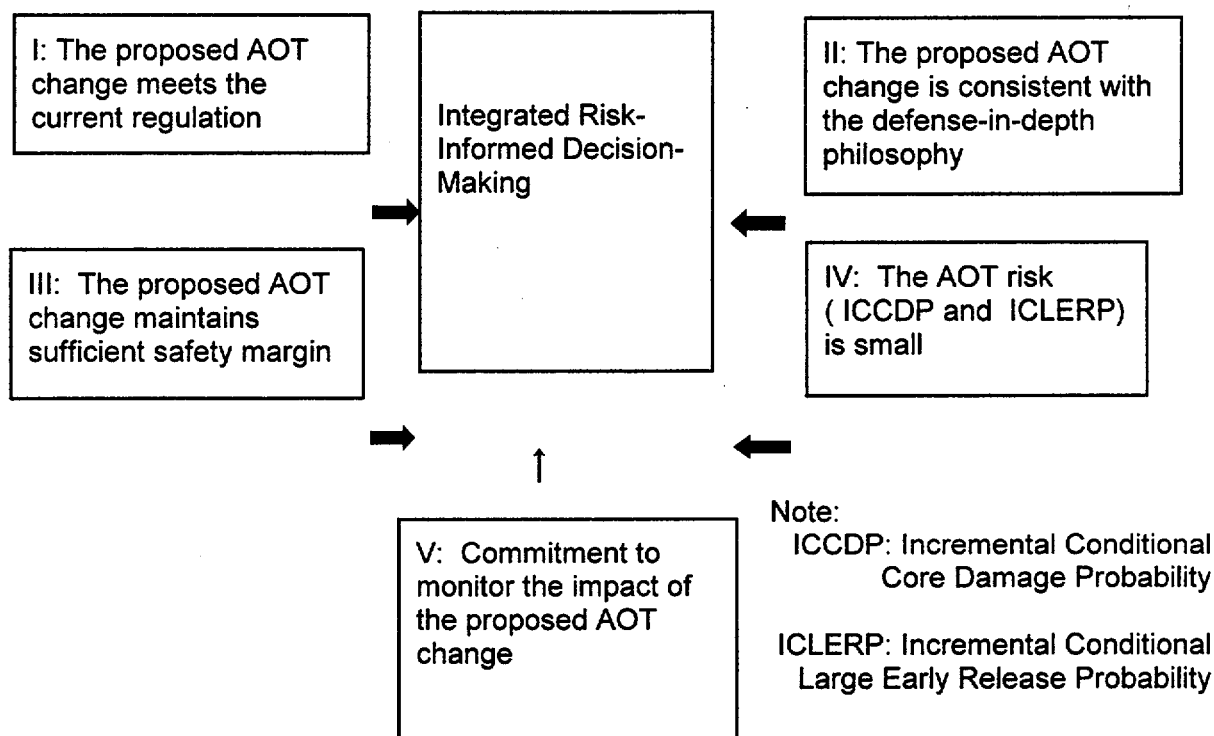 I: The proposed AOT
change meets the
current regulation
Integrated Risk-
Informed Decision-
Making
II: The proposed AOT
change is consistent with
the defense-in-depth
philosophy
III: The proposed AOT
change maintains
sufficient safety margin
IV: The AOT risk
( ICCDP and ICLERP)
is small
V: Commitment to
monitor the impact of
the proposed AOT
change
Note:
ICCDP: Incremental Conditional
Core Damage Probability
ICLERP: Incremental Conditional
Large Early Release Probability